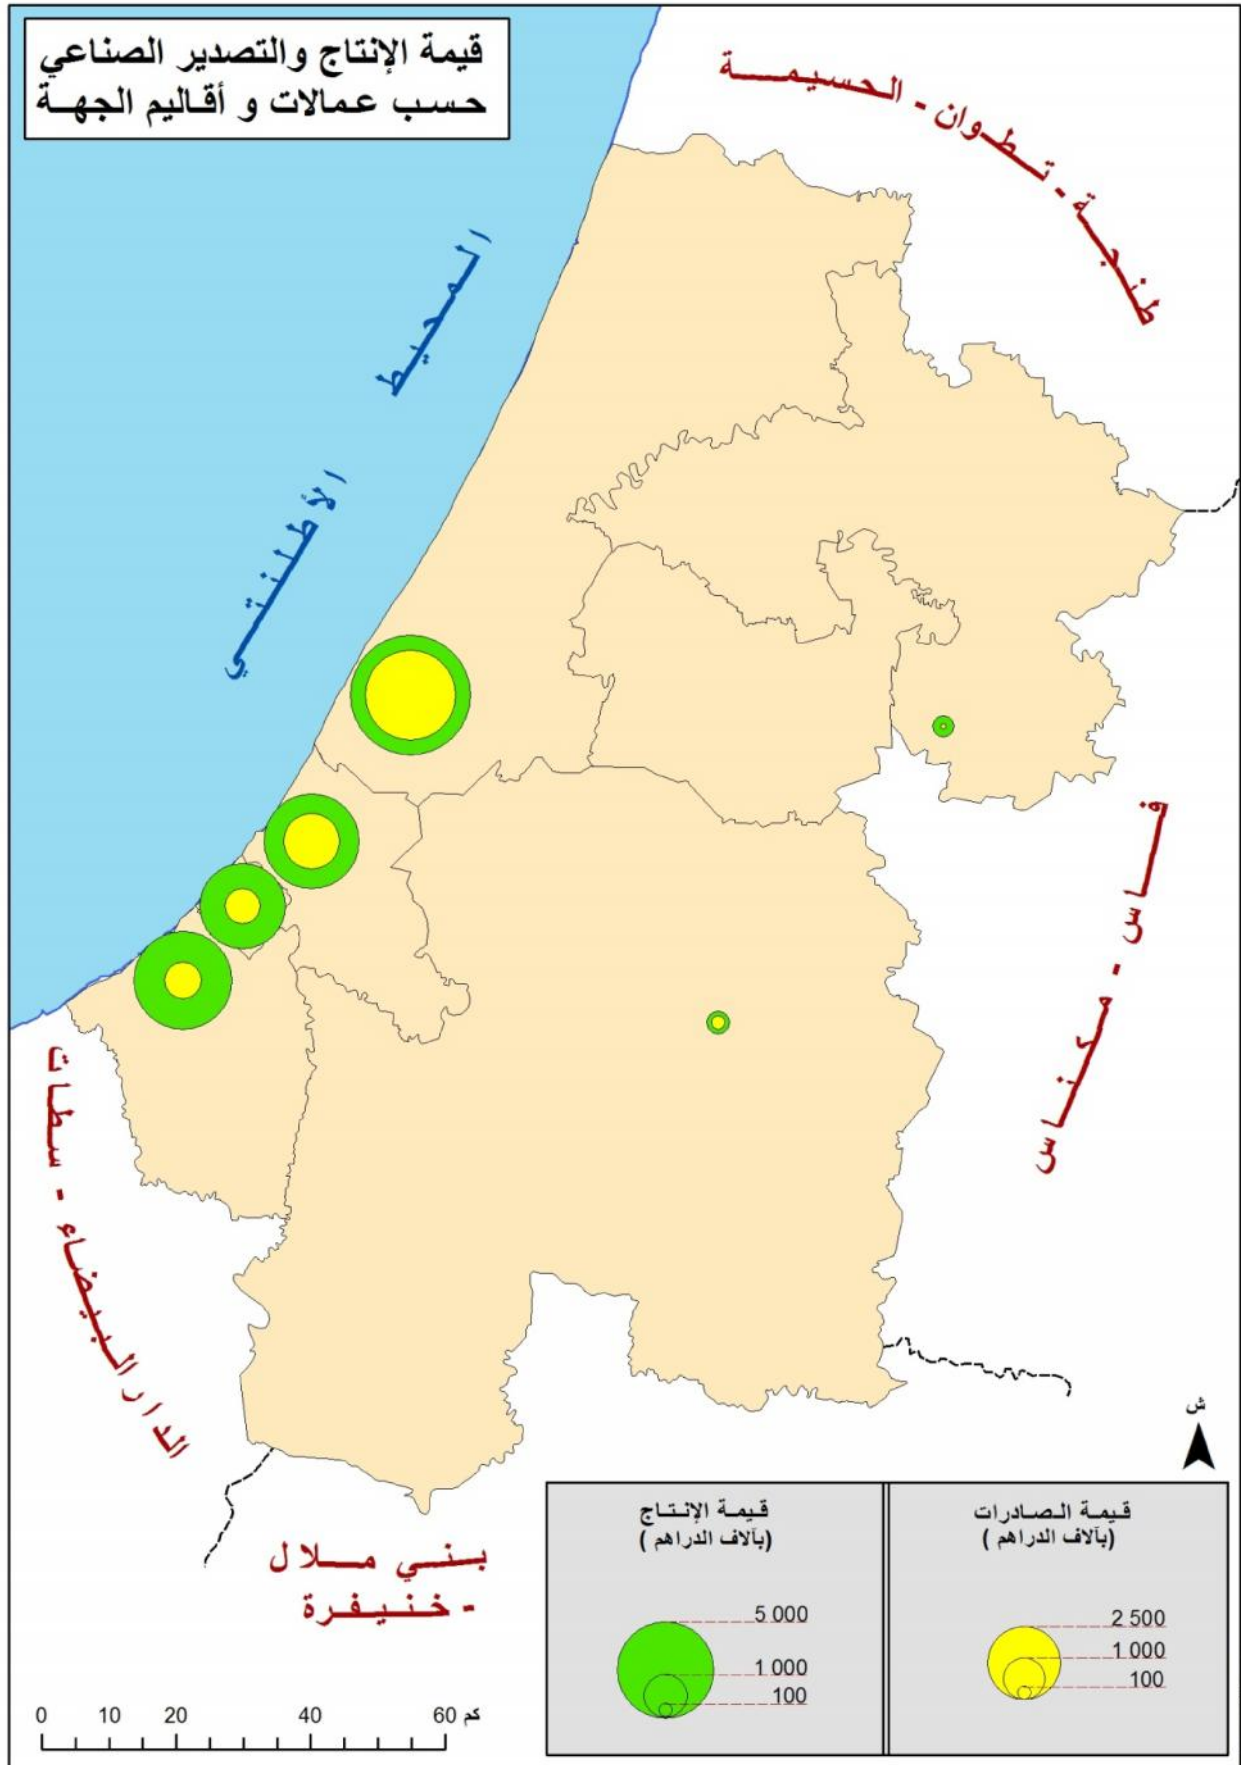 قيمة الإنتاج والتصدير الصناعي
حسب عمالات و أقاليم الجهة
طنجة - تطوان - الحسيمة
المحيط
الأطلنتي
فاس - مكناس
الدار البيضاء - سطات
بني ملال
- خنيفرة
ش
قيمة الإنتاج
(بآلاف الدراهم )
5 000
1 000
100
قيمة الصادرات
(بآلاف الدراهم )
2 500
1 000
100
0 10 20 40 60 كم